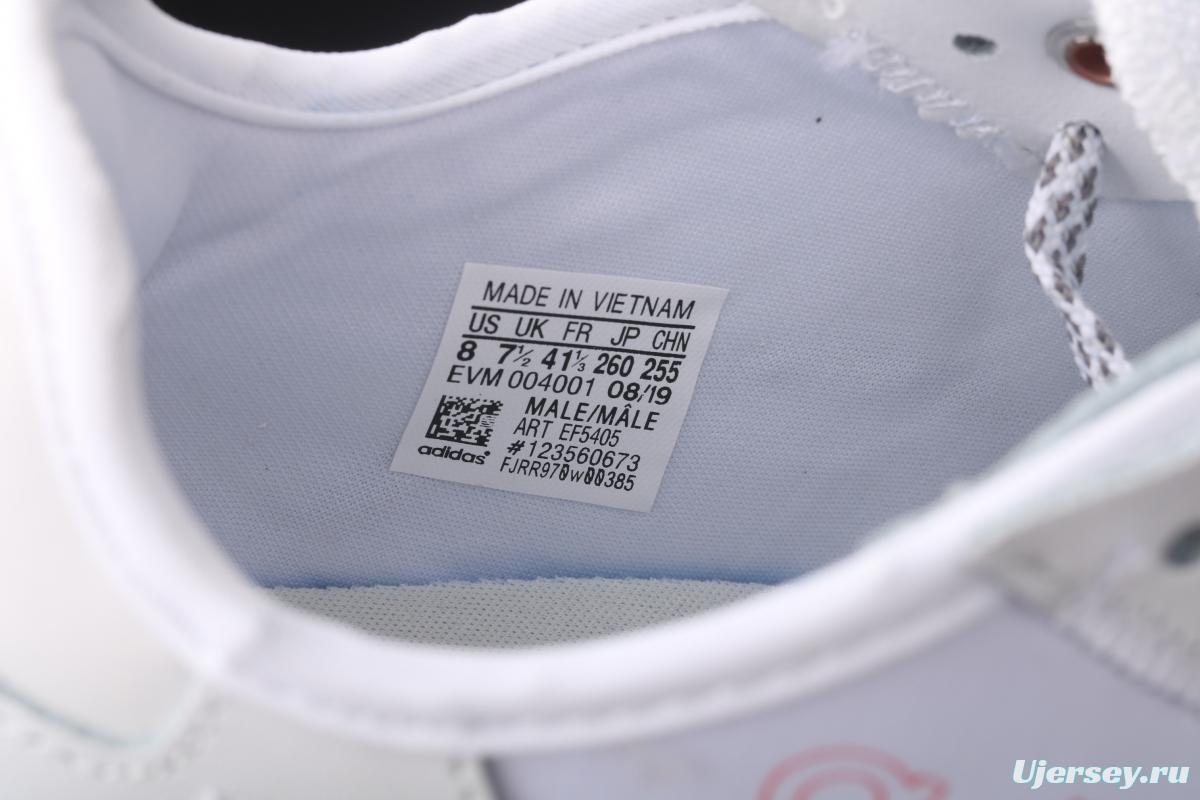 MADE IN VIETNAM
US UK FR JP CHN
8 7½ 41⅓ 260 255
EVM 004001 08/19
MALE/MÂLE
ART EF5405
#123560673
adidas
Ujersey.ru